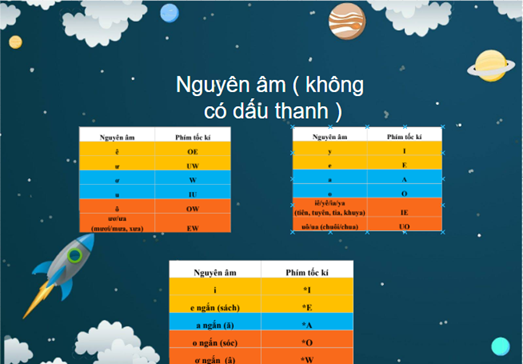 Nguyên âm ( không
có dấu thanh )
Nguyên âm Phím tốc kí
ê OE
ư UW
ơ W
u IU
ô OW
ươ/ưa
(mươi/mưa, xưa) EW
Nguyên âm Phím tốc kí
y I
e E
a A
o O
iê/yê/ia/ya
(tiên, tuyên, tia, khuya) IE
uô/ua (chuối/chua) UO
Nguyên âm Phím tốc kí
i *I
e ngắn (sách) *E
a ngắn (ă) *A
o ngắn (sóc) *O
ơ ngắn (â) *W